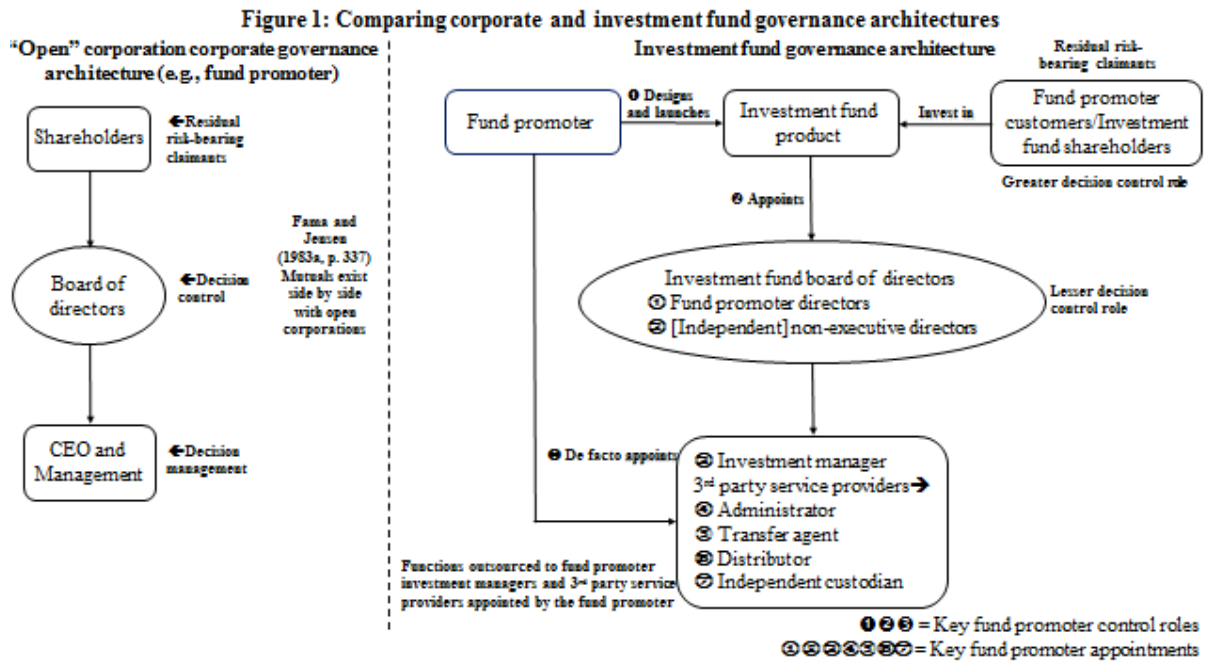 Figure 1: Comparing corporate and investment fund governance architectures
“Open” corporation corporate governance
architecture (e.g., fund promoter)
Shareholders
🡸Residual
risk-bearing
claimants
Board of
directors
🡸Decision
control
Fama and
Jensen
(1983a, p. 337)
Mutuals exist
side by side
with open
corporations
CEO and
Management
🡸Decision
management
Investment fund governance architecture
Residual risk-
bearing claimants
Fund promoter
❶ Designs
and launches
Investment fund
product
Invest in
Fund promoter
customers/Investment
fund shareholders
Greater decision control role
❷ Appoints
Investment fund board of directors
① Fund promoter directors
② [Independent] non-executive directors
Lesser decision
control role
De facto appoints
Investment manager
3rd party service providers➔
④ Administrator
Transfer agent
Distributor
⑦ Independent custodian
Functions outsourced to fund promoter
investment managers and 3rd party service
providers appointed by the fund promoter
❶❷❸ = Key fund promoter control roles
= Key fund promoter appointments